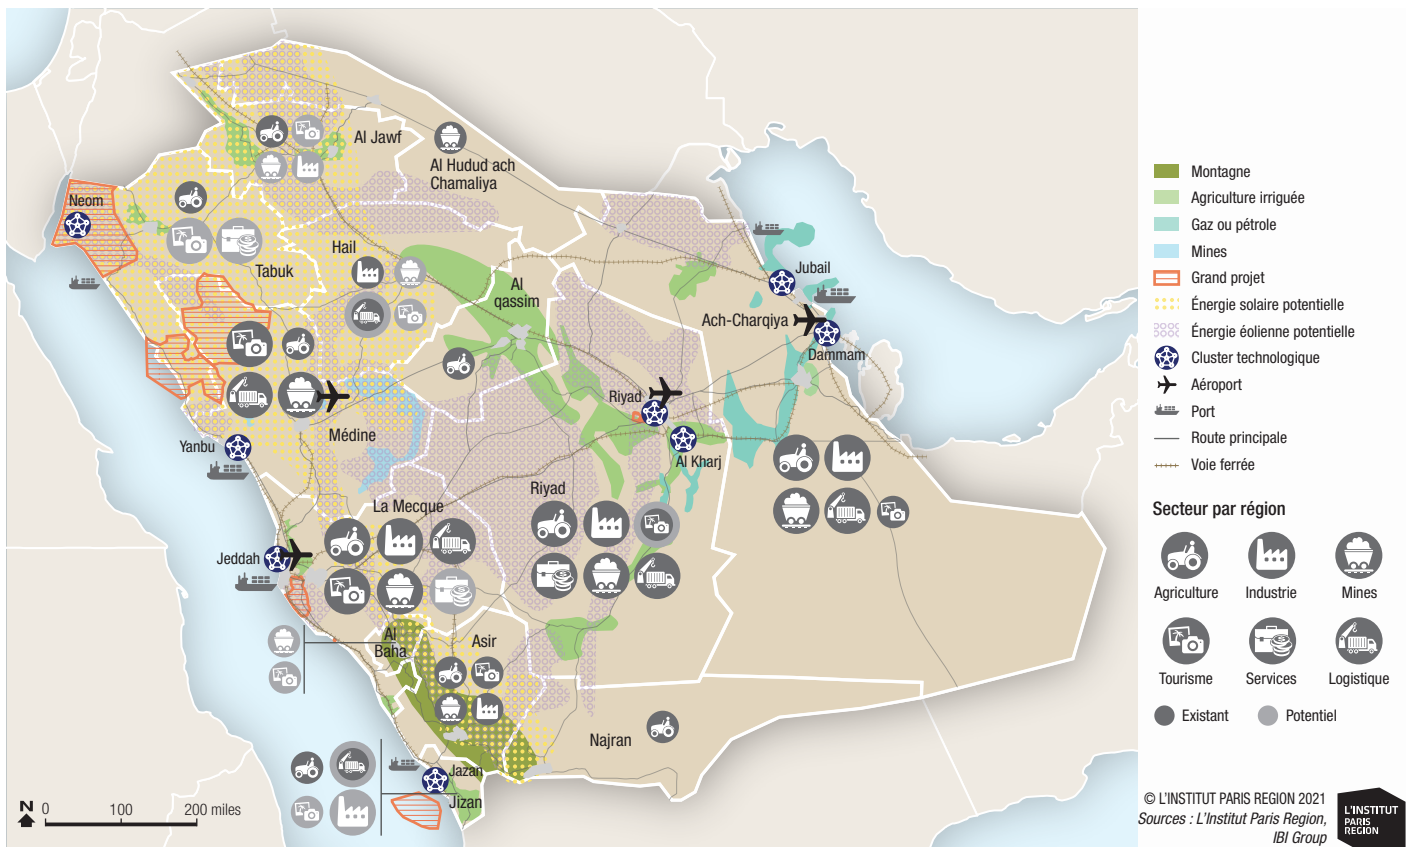 Al Jawf
Al Hudud ach
Chamaliya
Neom
Hail
Tabuk
Al
qassim
Jubail
Ach-Charqiya
Dammam
Riyad
Médine
Yanbu
Al Kharj
La Mecque
Riyad
Jeddah
Al
Baha
Asir
Najran
Jazan
Jizan
N
0 100 200 miles
Montagne
Agriculture irriguée
Gaz ou pétrole
Mines
Grand projet
Énergie solaire potentielle
Énergie éolienne potentielle
Cluster technologique
Aéroport
Port
Route principale
Voie ferrée
Secteur par région
Agriculture Industrie Mines
Tourisme Services Logistique
Existant Potentiel
© L'INSTITUT PARIS REGION 2021
Sources : L'Institut Paris Region,
IBI Group
L'INSTITUT
PARIS
REGION